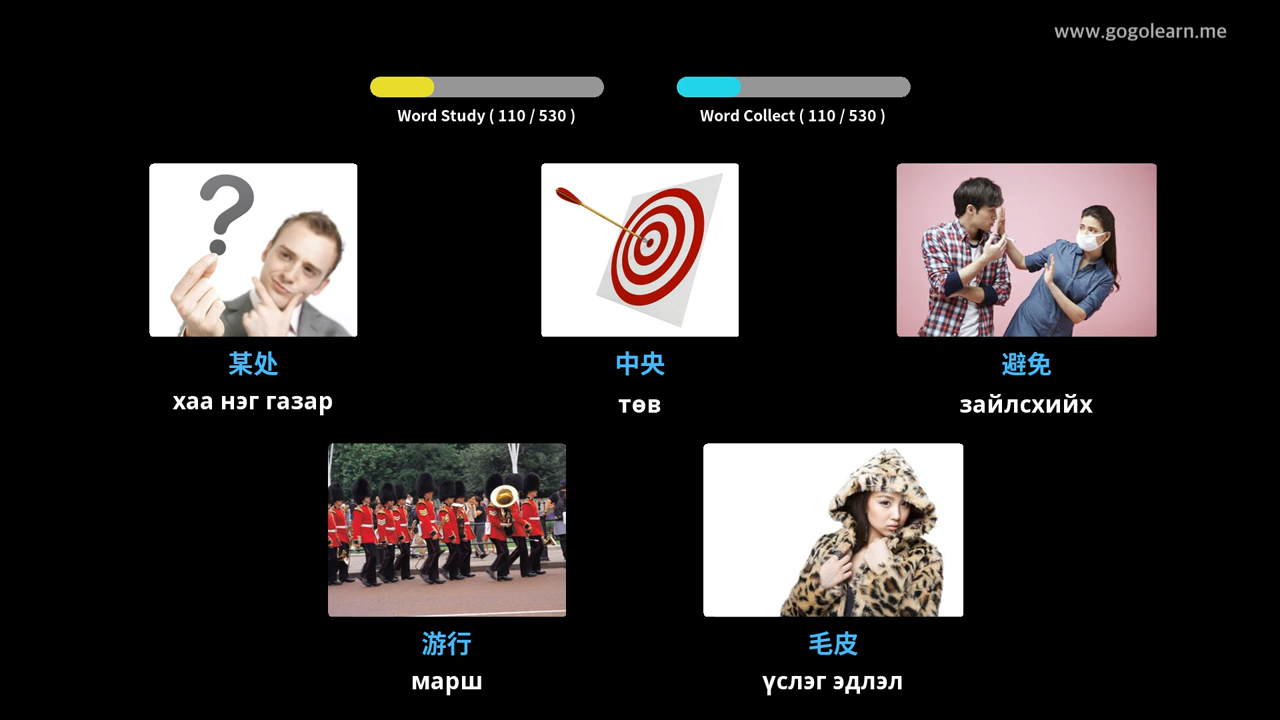 www.gogolearn.me
Word Study ( 110 / 530 )
Word Collect ( 110 / 530 )
某处
хаа нэг газар
中央
төв
避免
зайлсхийх
游行
марш
毛皮
үслэг эдлэл